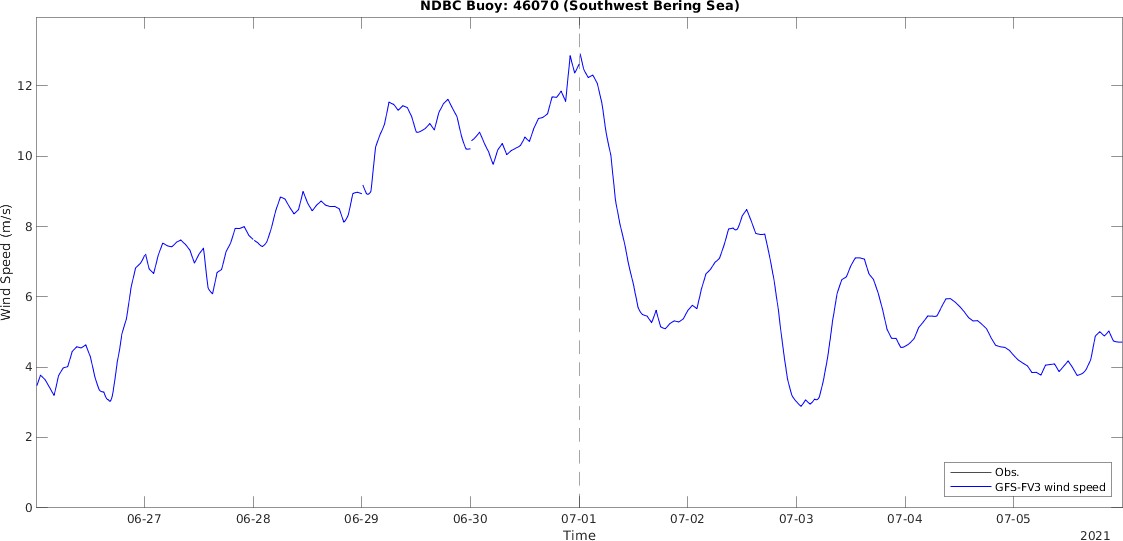 NDBC Buoy: 46070 (Southwest Bering Sea)
Wind Speed (m/s)
12
10
8
6
4
2
0
Obs.
GFS-FV3 wind speed
06-27 06-28 06-29 06-30 07-01 07-02 07-03 07-04 07-05
Time
2021